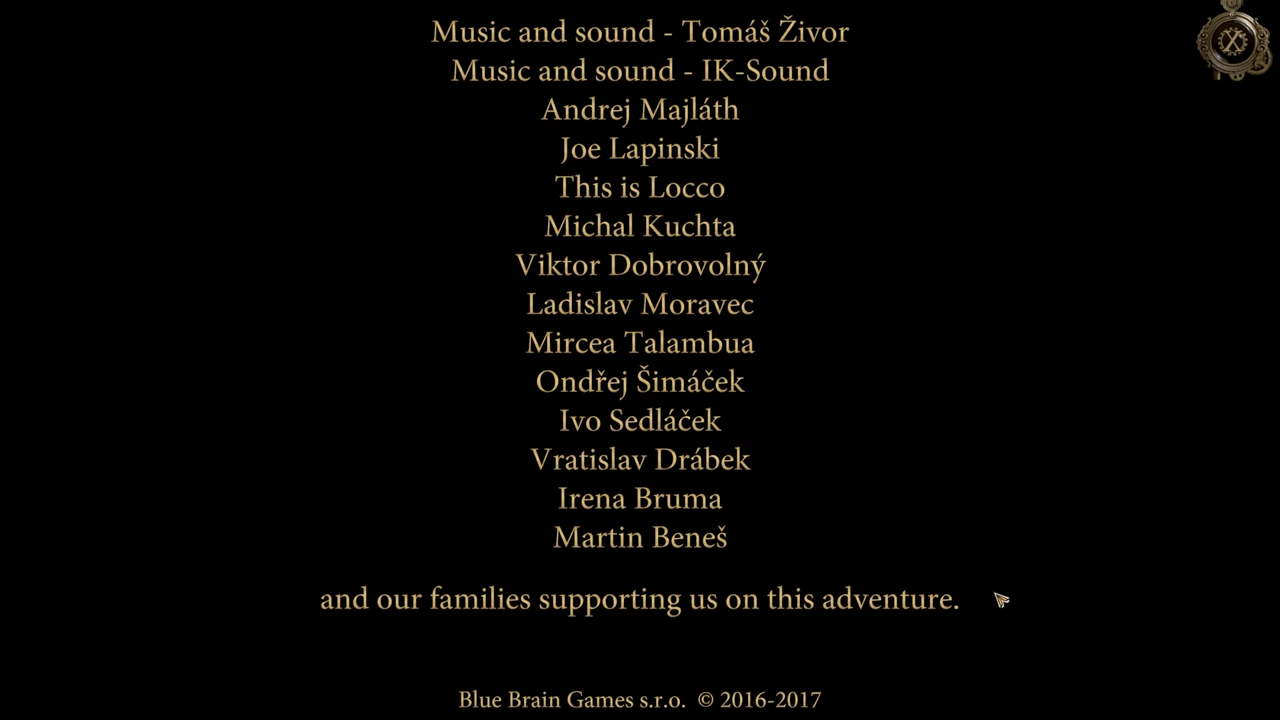 Music and sound - Tomáš Živor
Music and sound - IK-Sound
Andrej Majláth
Joe Lapinski
This is Locco
Michal Kuchta
Viktor Dobrovolný
Ladislav Moravec
Mircea Talambua
Ondřej Šimáček
Ivo Sedláček
Vratislav Drábek
Irena Bruma
Martin Beneš
and our families supporting us on this adventure.
Blue Brain Games s.r.o. © 2016-2017